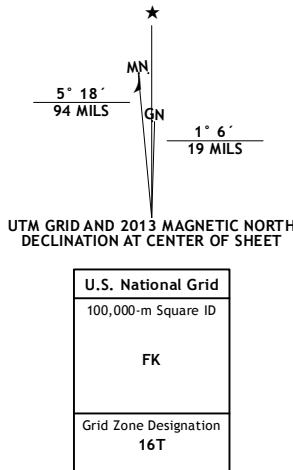 MN
GN
5° 18´
94 MILS
1° 6´
19 MILS
UTM GRID AND 2013 MAGNETIC NORTH
DECLINATION AT CENTER OF SHEET
U.S. National Grid
100,000-m Square ID
FK
Grid Zone Designation
16T